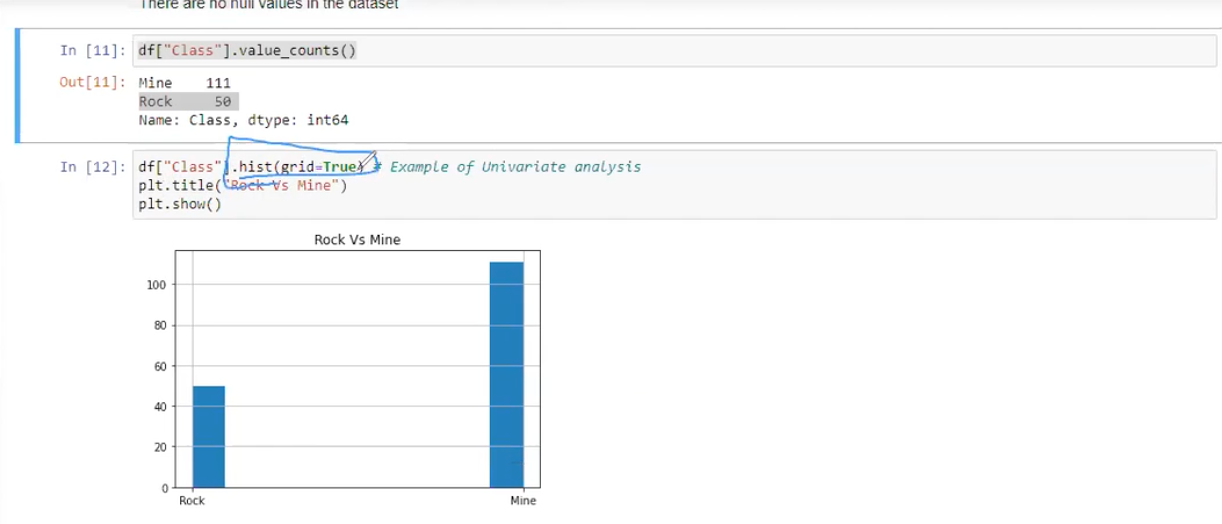 There are no null values in the dataset
In [11]: df["Class"].value_counts()
Out[11]: Mine 111
Rock 50
Name: Class, dtype: int64
In [12]: df["Class"].hist(grid=True) # Example of Univariate analysis
plt.title("Rock Vs Mine")
plt.show()
Rock Vs Mine
100
80
60
40
20
0
Rock Mine